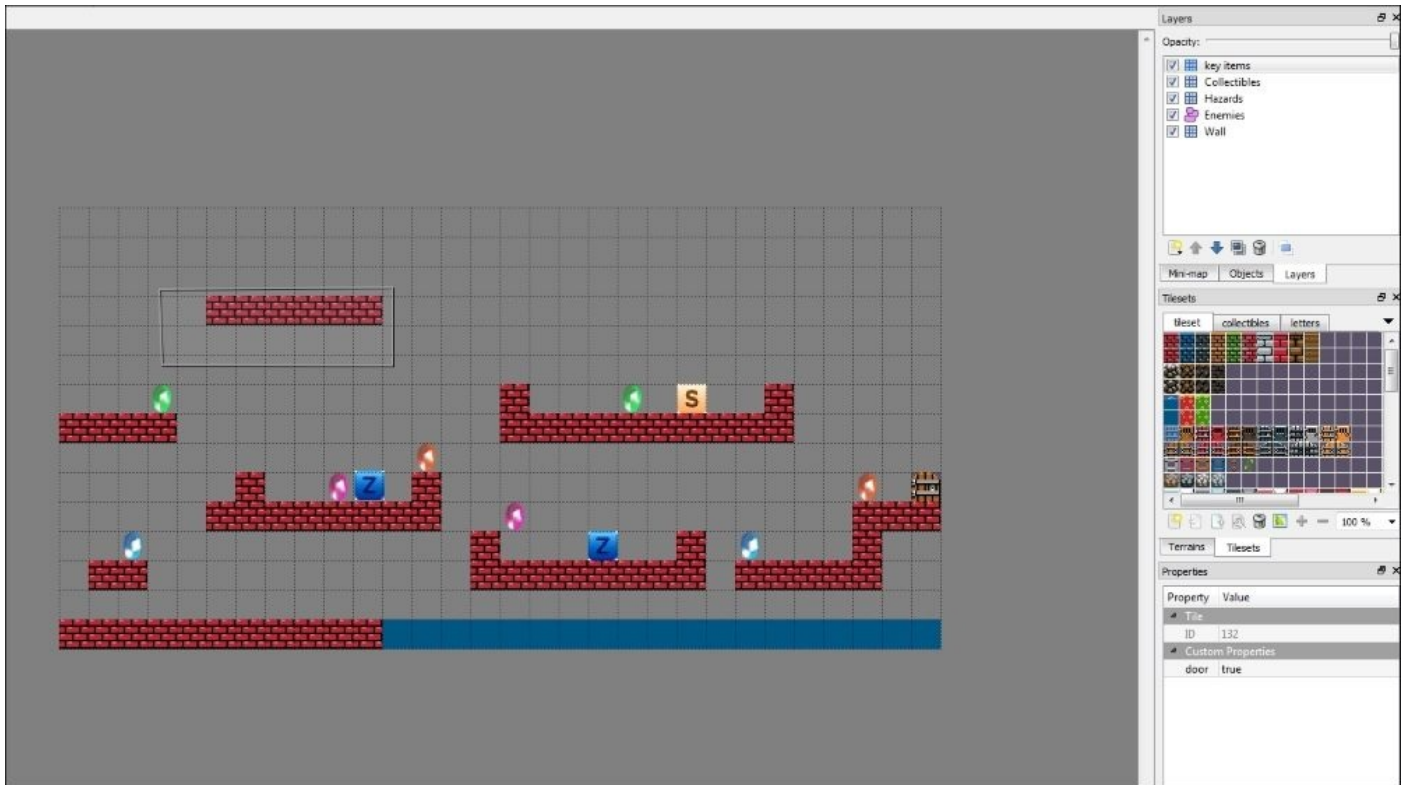 Layers
Opacity:
key items
Collectibles
Hazards
Enemies
Wall
Mini-map Objects Layers
Tilesets
tileset collectibles letters
S
Z
Z
100 %
Terrains Tilesets
Properties
Property Value
Tile
ID 132
Custom Properties
door true